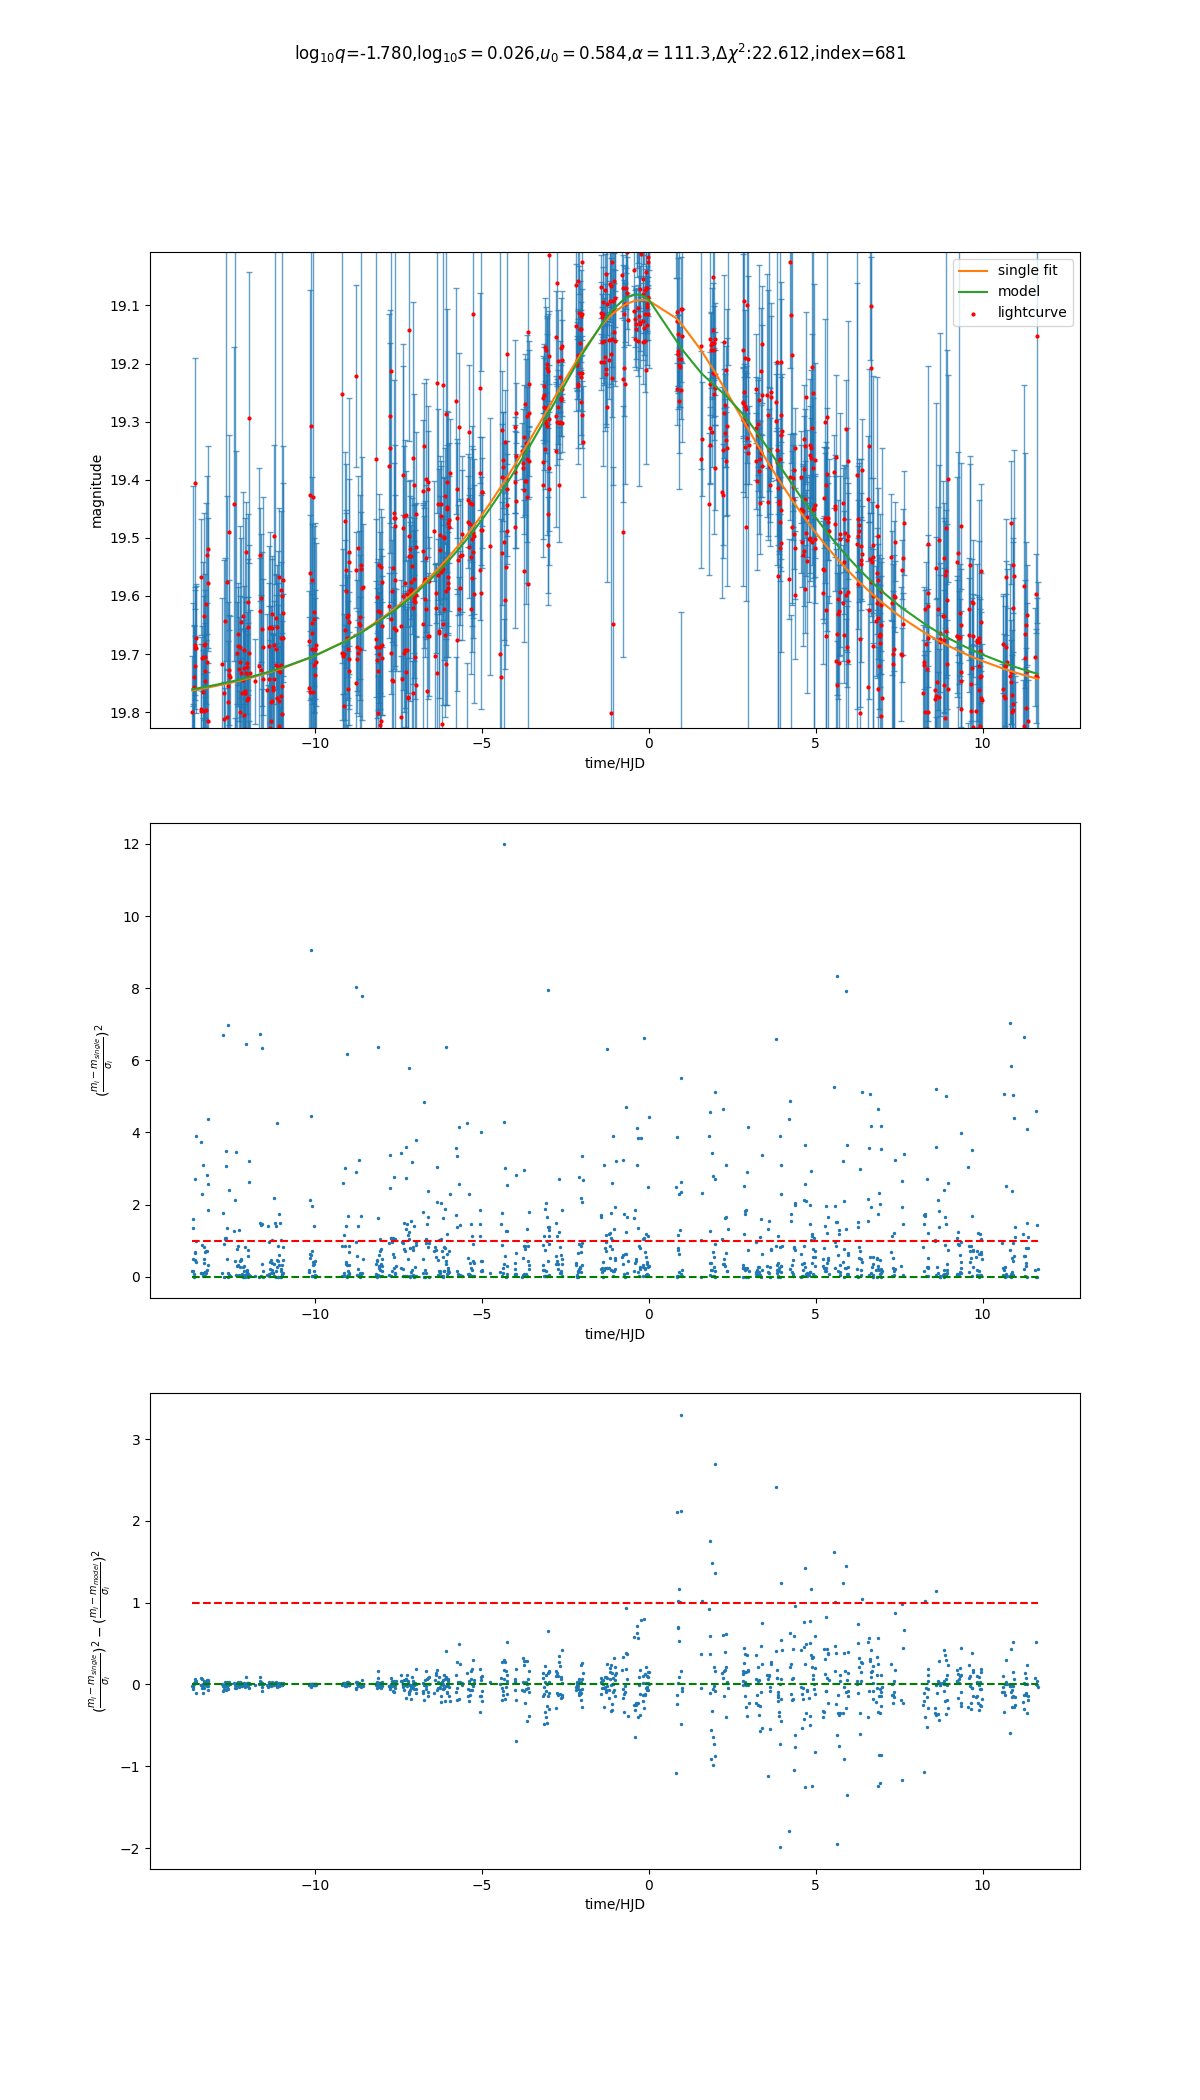 log₁₀q=-1.780,log₁₀s = 0.026,u₀ = 0.584,α = 111.3,Δχ²:22.612,index=681
single fit
model
lightcurve
19.1
19.2
19.3
19.4
19.5
19.6
19.7
19.8
magnitude
−10 −5 0 5 10
time/HJD
12
10
8
6
4
2
0
(mᵢ − m_single / σᵢ)²
−10 −5 0 5 10
time/HJD
3
2
1
0
−1
−2
(mᵢ − m_single / σᵢ)² − (mᵢ − m_model / σᵢ)²
−10 −5 0 5 10
time/HJD